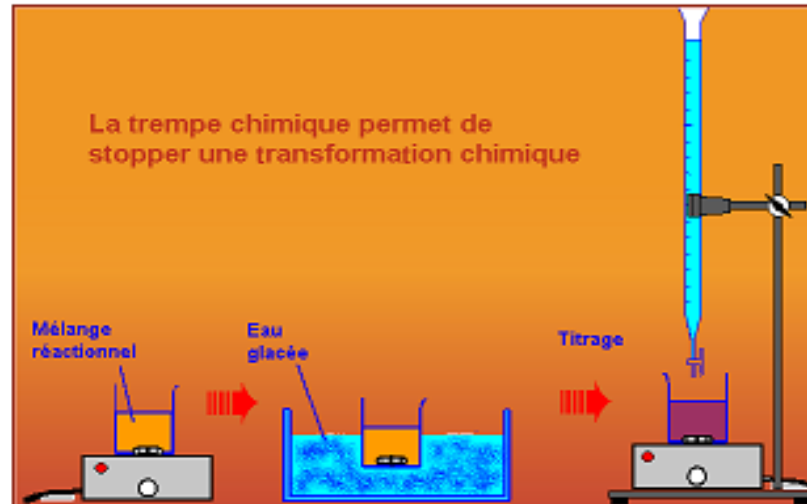 La trempe chimique permet de
stopper une transformation chimique
Mélange
réactionnel
Eau
glacée
Titrage